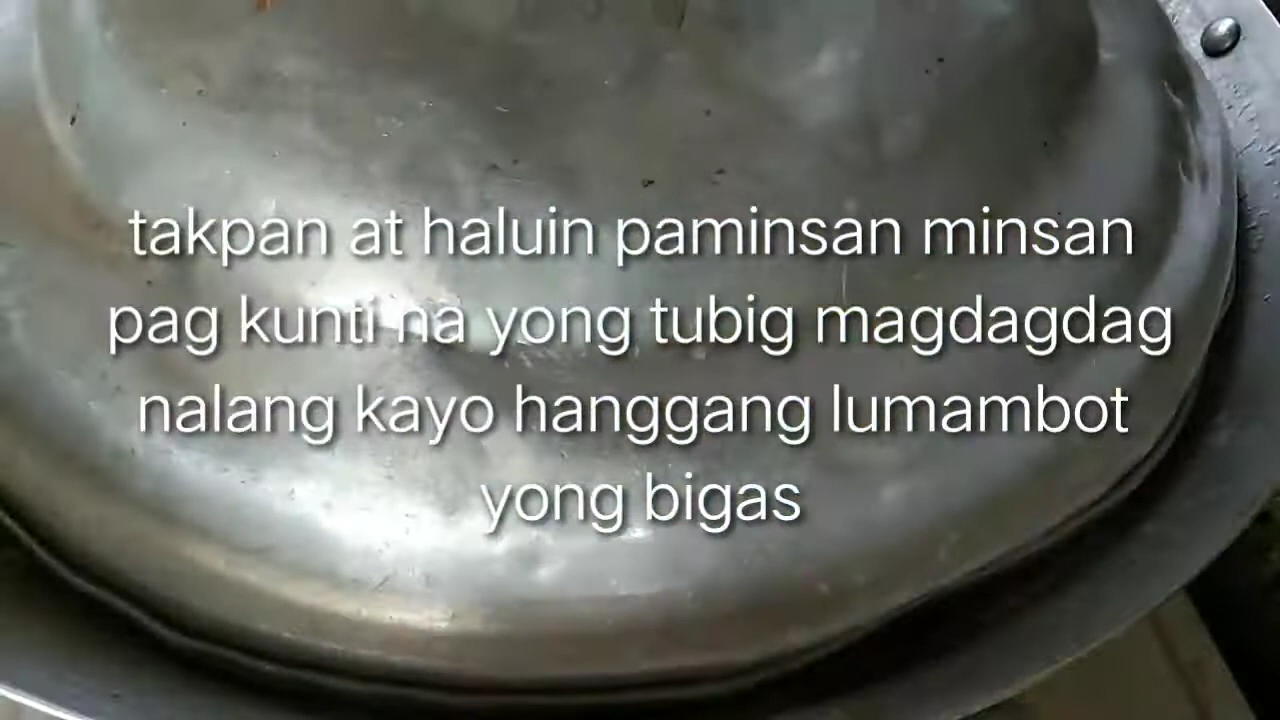 takpan at haluin paminsan minsan
pag kunti na yong tubig magdagdag
nalang kayo hanggang lumambot
yong bigas